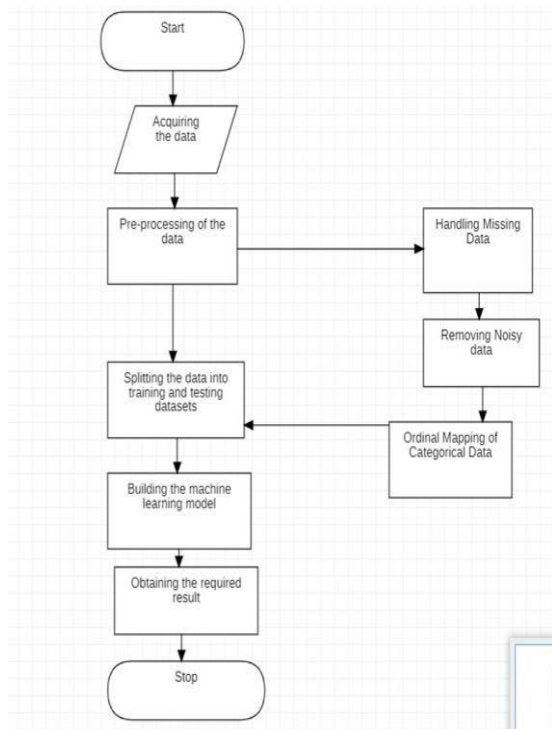 Start
Acquiring
the data
Pre-processing of the
data
Handling Missing
Data
Removing Noisy
data
Splitting the data into
training and testing
datasets
Ordinal Mapping of
Categorical Data
Building the machine
learning model
Obtaining the required
result
Stop